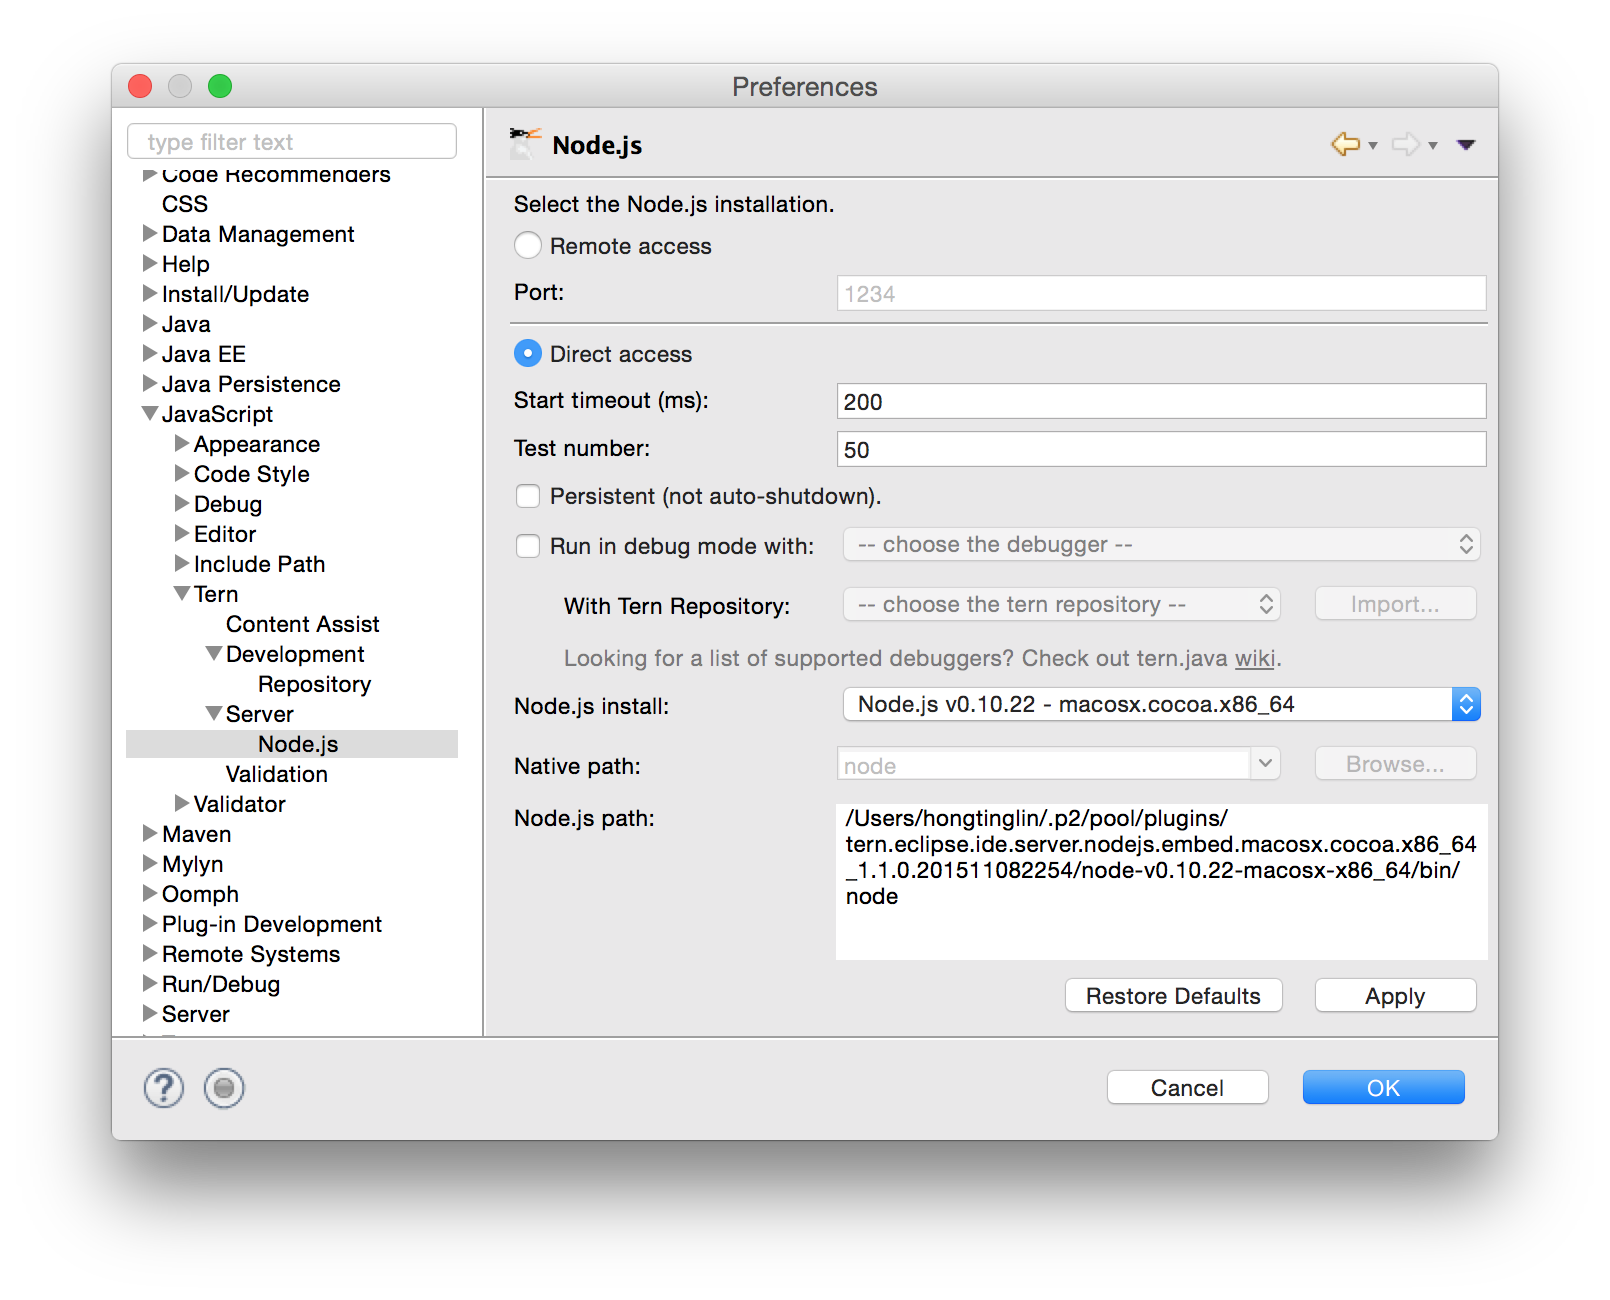 Preferences
type filter text
Code Recommenders
CSS
Data Management
Help
Install/Update
Java
Java EE
Java Persistence
JavaScript
Appearance
Code Style
Debug
Editor
Include Path
Tern
Content Assist
Development
Repository
Server
Node.js
Validation
Validator
Maven
Mylyn
Oomph
Plug-in Development
Remote Systems
Run/Debug
Server
Node.js
Select the Node.js installation.
Remote access
Port: 1234
Direct access
Start timeout (ms): 200
Test number: 50
Persistent (not auto-shutdown).
Run in debug mode with: -- choose the debugger --
With Tern Repository: -- choose the tern repository -- Import...
Looking for a list of supported debuggers? Check out tern.java wiki.
Node.js install: Node.js v0.10.22 - macosx.cocoa.x86_64
Native path: node Browse...
Node.js path: /Users/hongtinglin/.p2/pool/plugins/
tern.eclipse.ide.server.nodejs.embed.macosx.cocoa.x86_64
_1.1.0.201511082254/node-v0.10.22-macosx-x86_64/bin/
node
Restore Defaults Apply
? Cancel OK